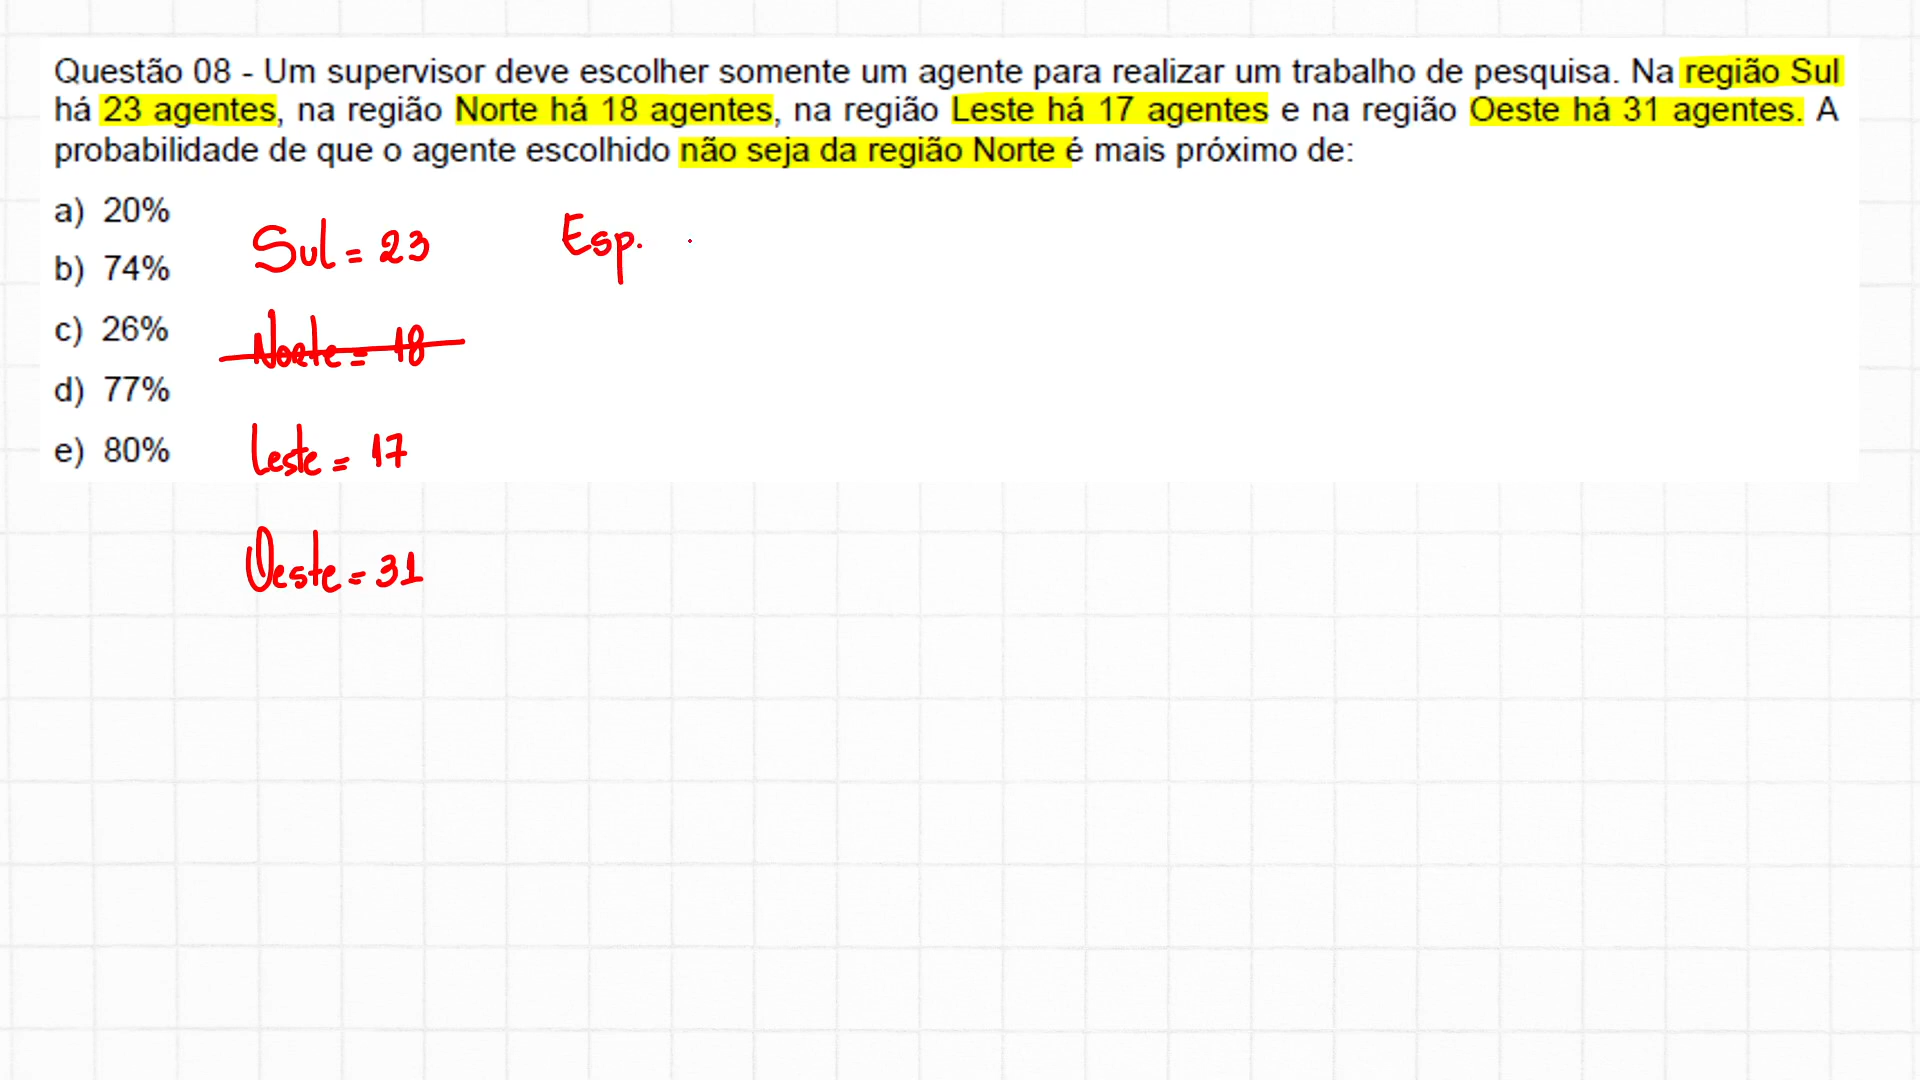 Questão 08 - Um supervisor deve escolher somente um agente para realizar um trabalho de pesquisa. Na região Sul
há 23 agentes, na região Norte há 18 agentes, na região Leste há 17 agentes e na região Oeste há 31 agentes. A
probabilidade de que o agente escolhido não seja da região Norte é mais próximo de:
a) 20%
b) 74%
c) 26%
d) 77%
e) 80%
Sul = 23
Norte = 18
Leste = 17
Oeste = 31
Esp.